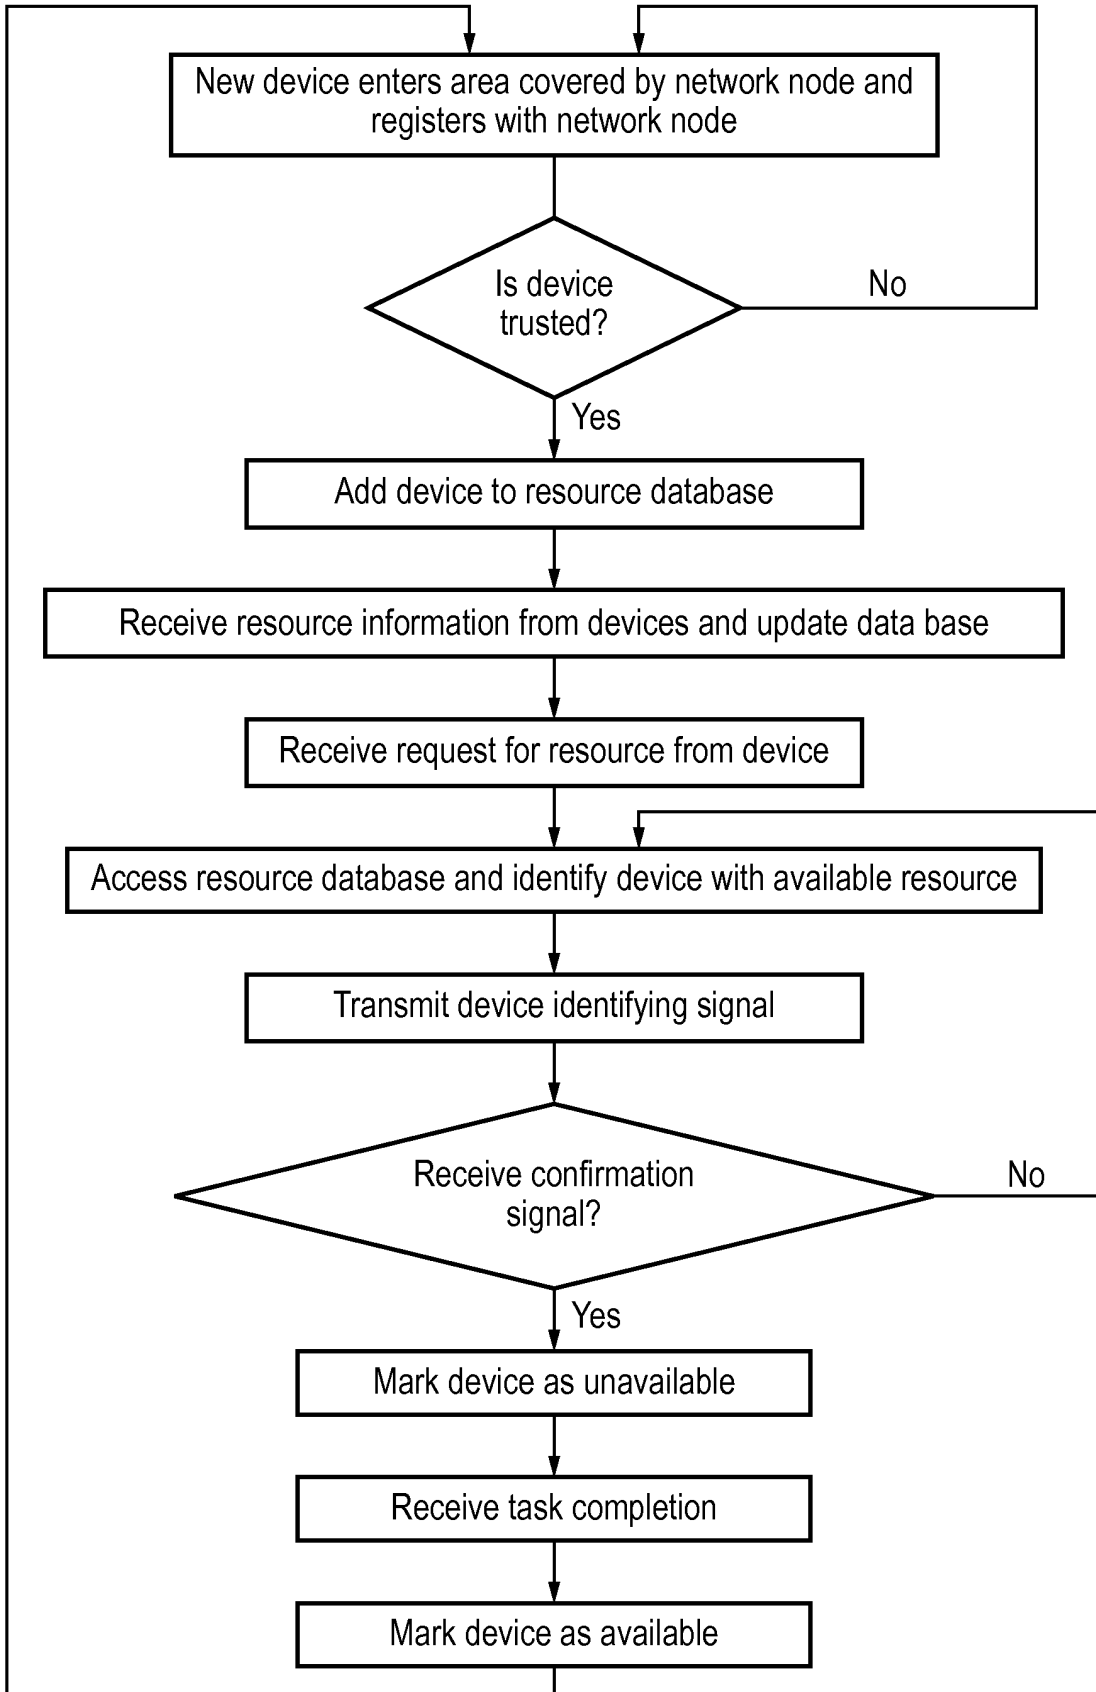 New device enters area covered by network node and
registers with network node
Is device
trusted?
No
Yes
Add device to resource database
Receive resource information from devices and update data base
Receive request for resource from device
Access resource database and identify device with available resource
Transmit device identifying signal
Receive confirmation
signal?
No
Yes
Mark device as unavailable
Receive task completion
Mark device as available